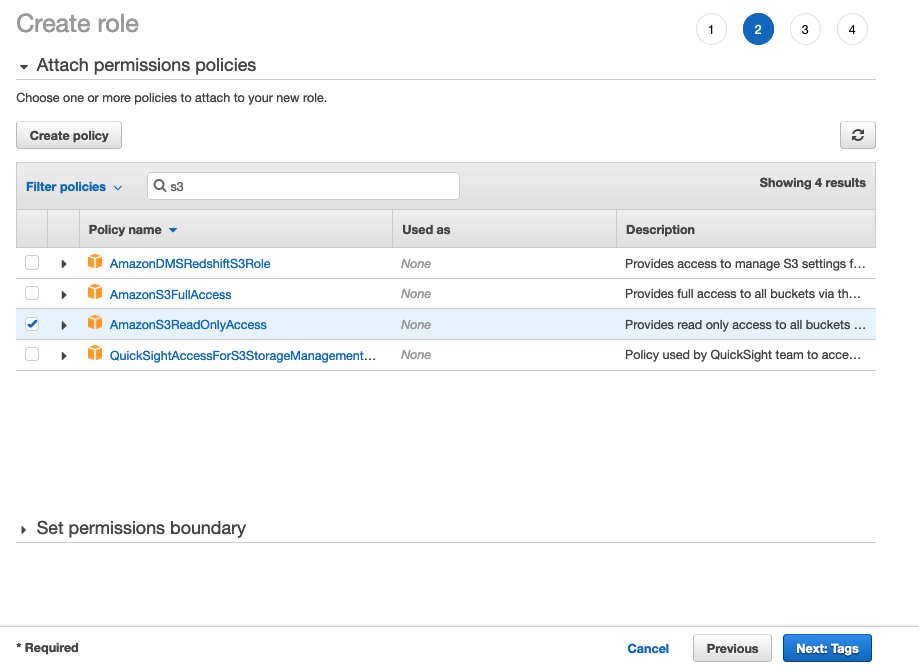 Create role
1 2 3 4
Attach permissions policies
Choose one or more policies to attach to your new role.
Create policy
Filter policies s3 Showing 4 results
Policy name Used as Description
AmazonDMSRedshiftS3Role None Provides access to manage S3 settings f...
AmazonS3FullAccess None Provides full access to all buckets via th...
AmazonS3ReadOnlyAccess None Provides read only access to all buckets ...
QuickSightAccessForS3StorageManagement... None Policy used by QuickSight team to acce...
Set permissions boundary
* Required Cancel Previous Next: Tags